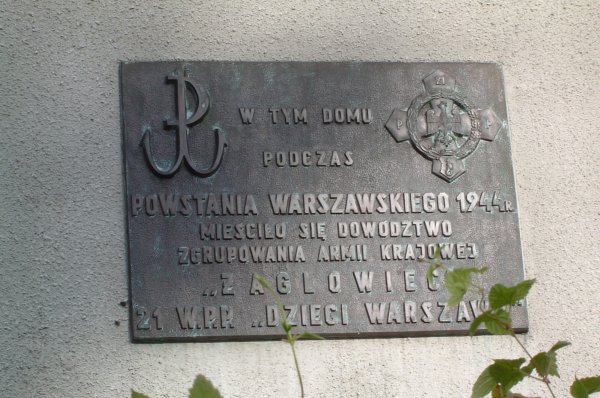 W TYM DOMU
PODCZAS
POWSTANIA WARSZAWSKIEGO 1944 R.
MIEŚCIŁO SIĘ DOWÓDZTWO
ZGRUPOWANIA ARMII KRAJOWEJ
„ŻAGLOWIEC
21 W.P.P. „DZIECI WARSZAWY"